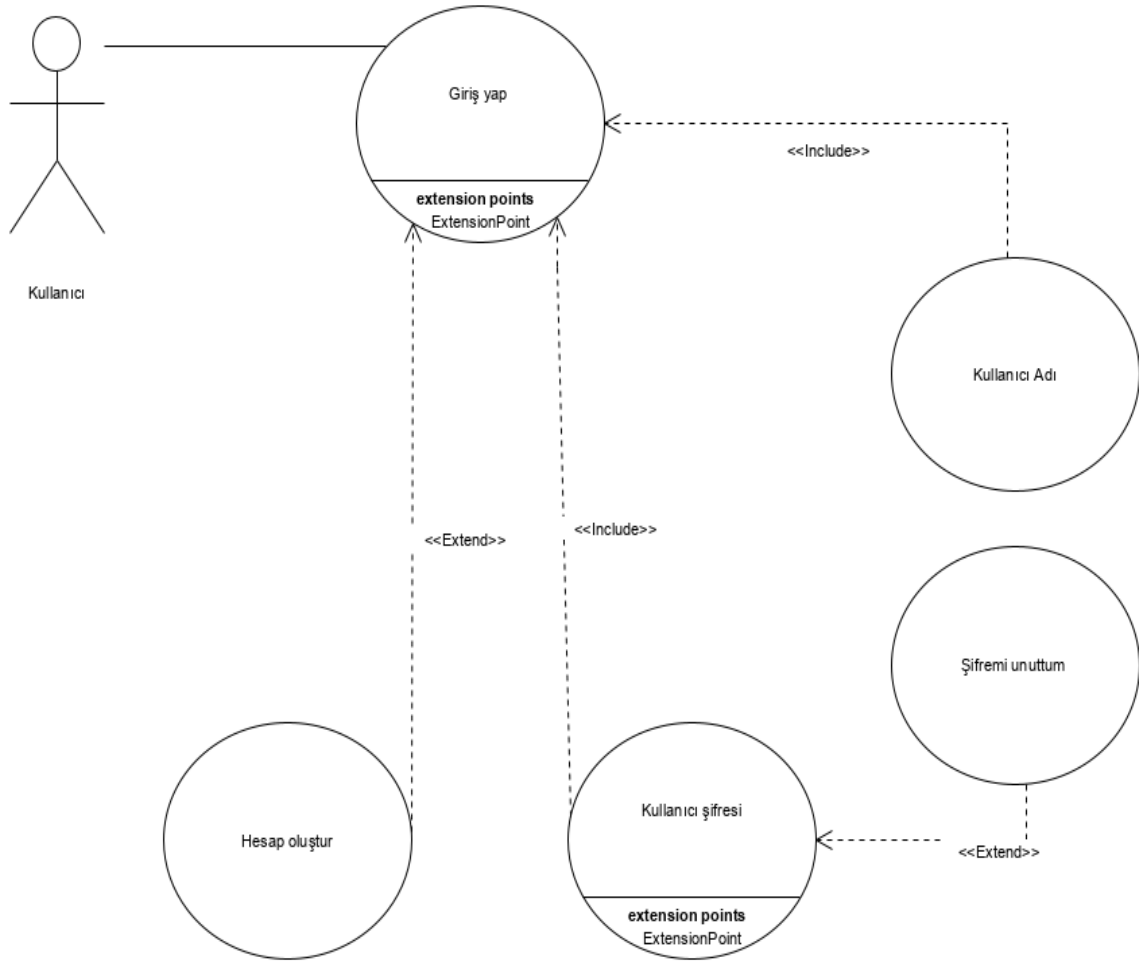 Giriş yap
<<Include>>
extension points
ExtensionPoint
Kullanıcı
Kullanıcı Adı
<<Include>>
<<Extend>>
Şifremi unuttum
Kullanıcı şifresi
Hesap oluştur
<<Extend>>
extension points
ExtensionPoint